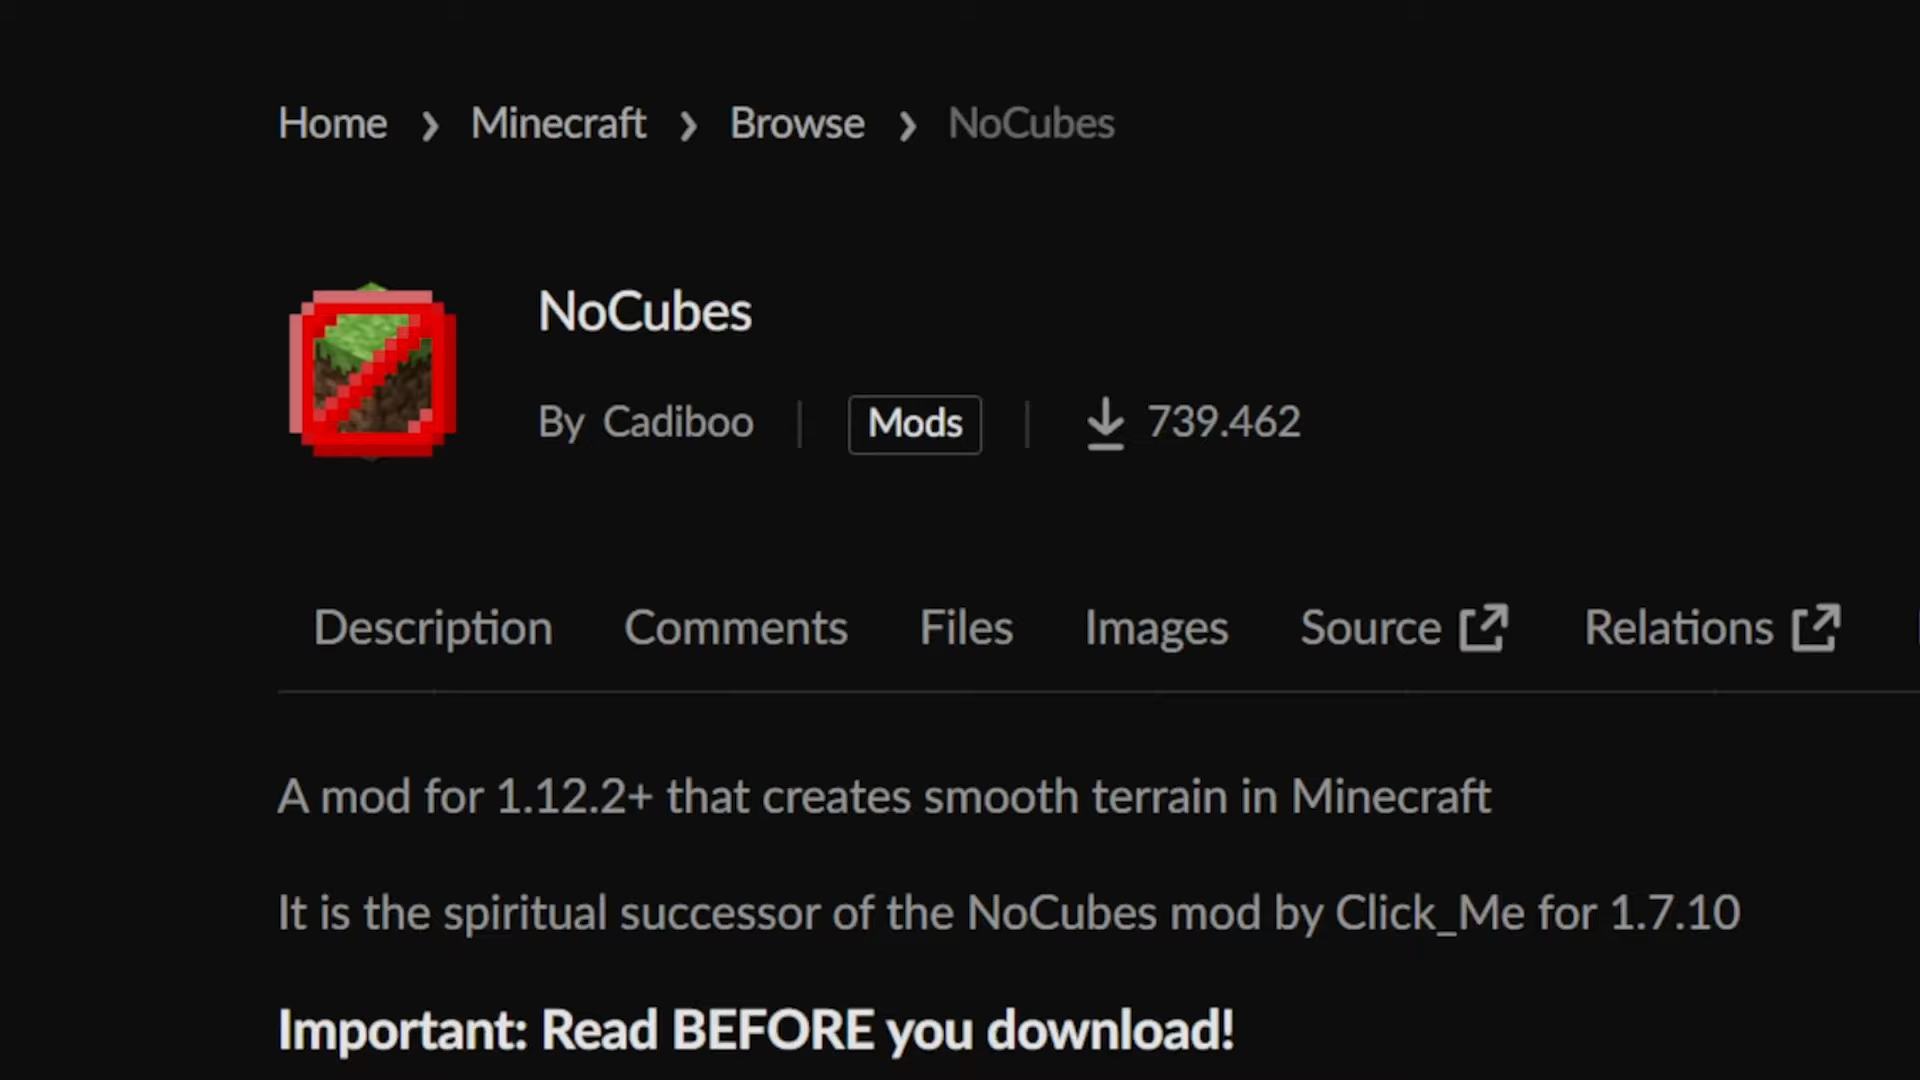 Home > Minecraft > Browse > NoCubes
NoCubes
By Cadiboo | Mods | 739.462
Description Comments Files Images Source Relations
A mod for 1.12.2+ that creates smooth terrain in Minecraft
It is the spiritual successor of the NoCubes mod by Click_Me for 1.7.10
Important: Read BEFORE you download!